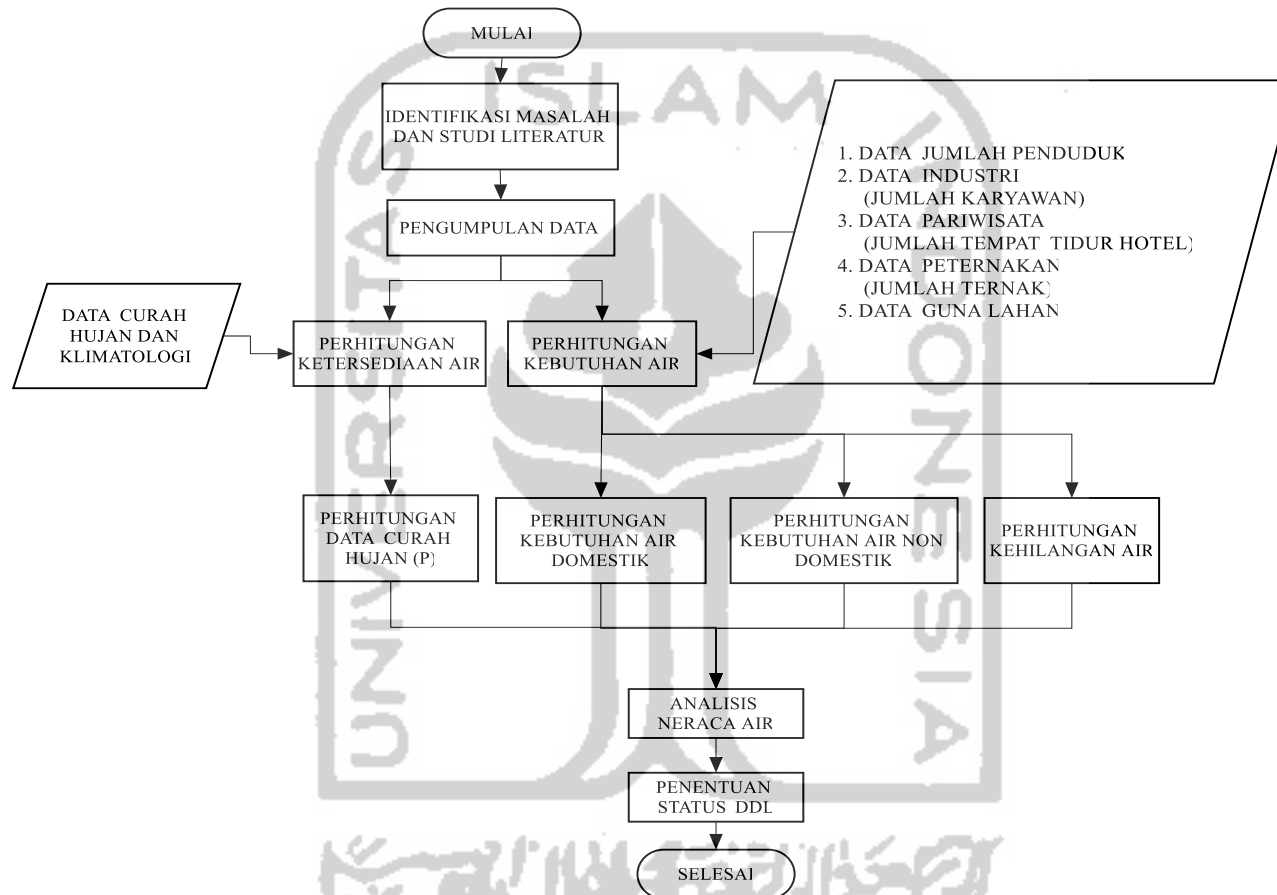 MULAI
IDENTIFIKASI MASALAH
DAN STUDI LITERATUR
PENGUMPULAN DATA
1. DATA JUMLAH PENDUDUK
2. DATA INDUSTRI
(JUMLAH KARYAWAN)
3. DATA PARIWISATA
(JUMLAH TEMPAT TIDUR HOTEL)
4. DATA PETERNAKAN
(JUMLAH TERNAK)
5. DATA GUNA LAHAN
DATA CURAH
HUJAN DAN
KLIMATOLOGI
PERHITUNGAN
KETERSEDIAAN AIR
PERHITUNGAN
KEBUTUHAN AIR
PERHITUNGAN
DATA CURAH
HUJAN (P)
PERHITUNGAN
KEBUTUHAN AIR
DOMESTIK
PERHITUNGAN
KEBUTUHAN AIR NON
DOMESTIK
PERHITUNGAN
KEHILANGAN AIR
ANALISIS
NERACA AIR
PENENTUAN
STATUS DDL
SELESAI
UNIVERSITAS
ISLAM
INDONESIA